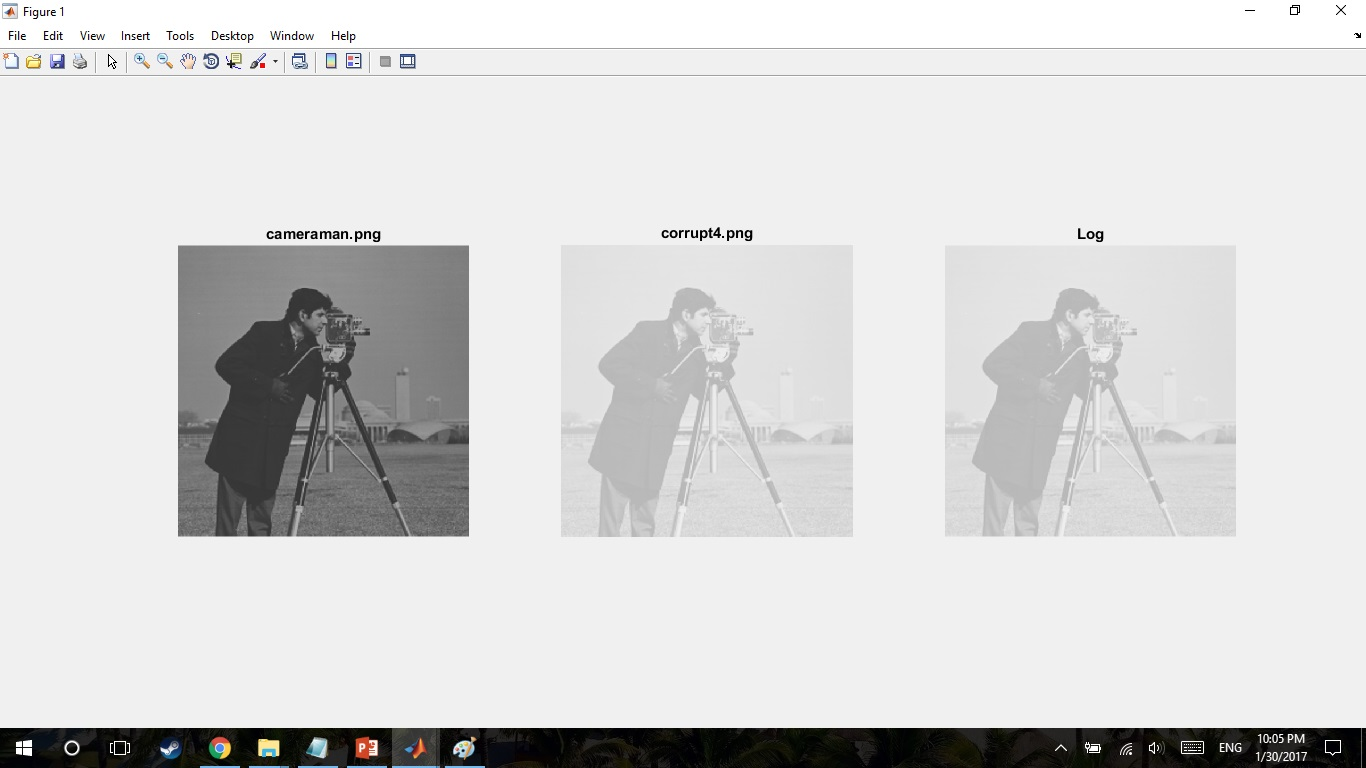 Figure 1
File Edit View Insert Tools Desktop Window Help
cameraman.png corrupt4.png Log
ENG 10:05 PM
1/30/2017